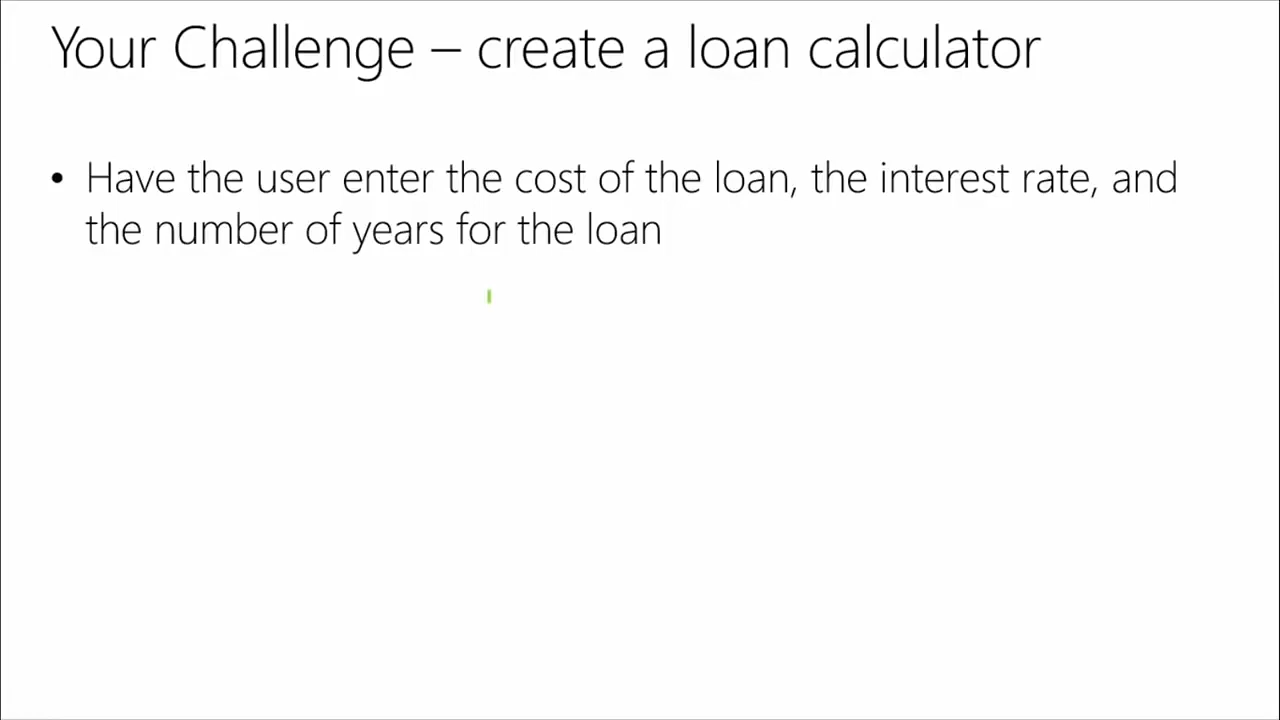 Your Challenge – create a loan calculator
• Have the user enter the cost of the loan, the interest rate, and
the number of years for the loan